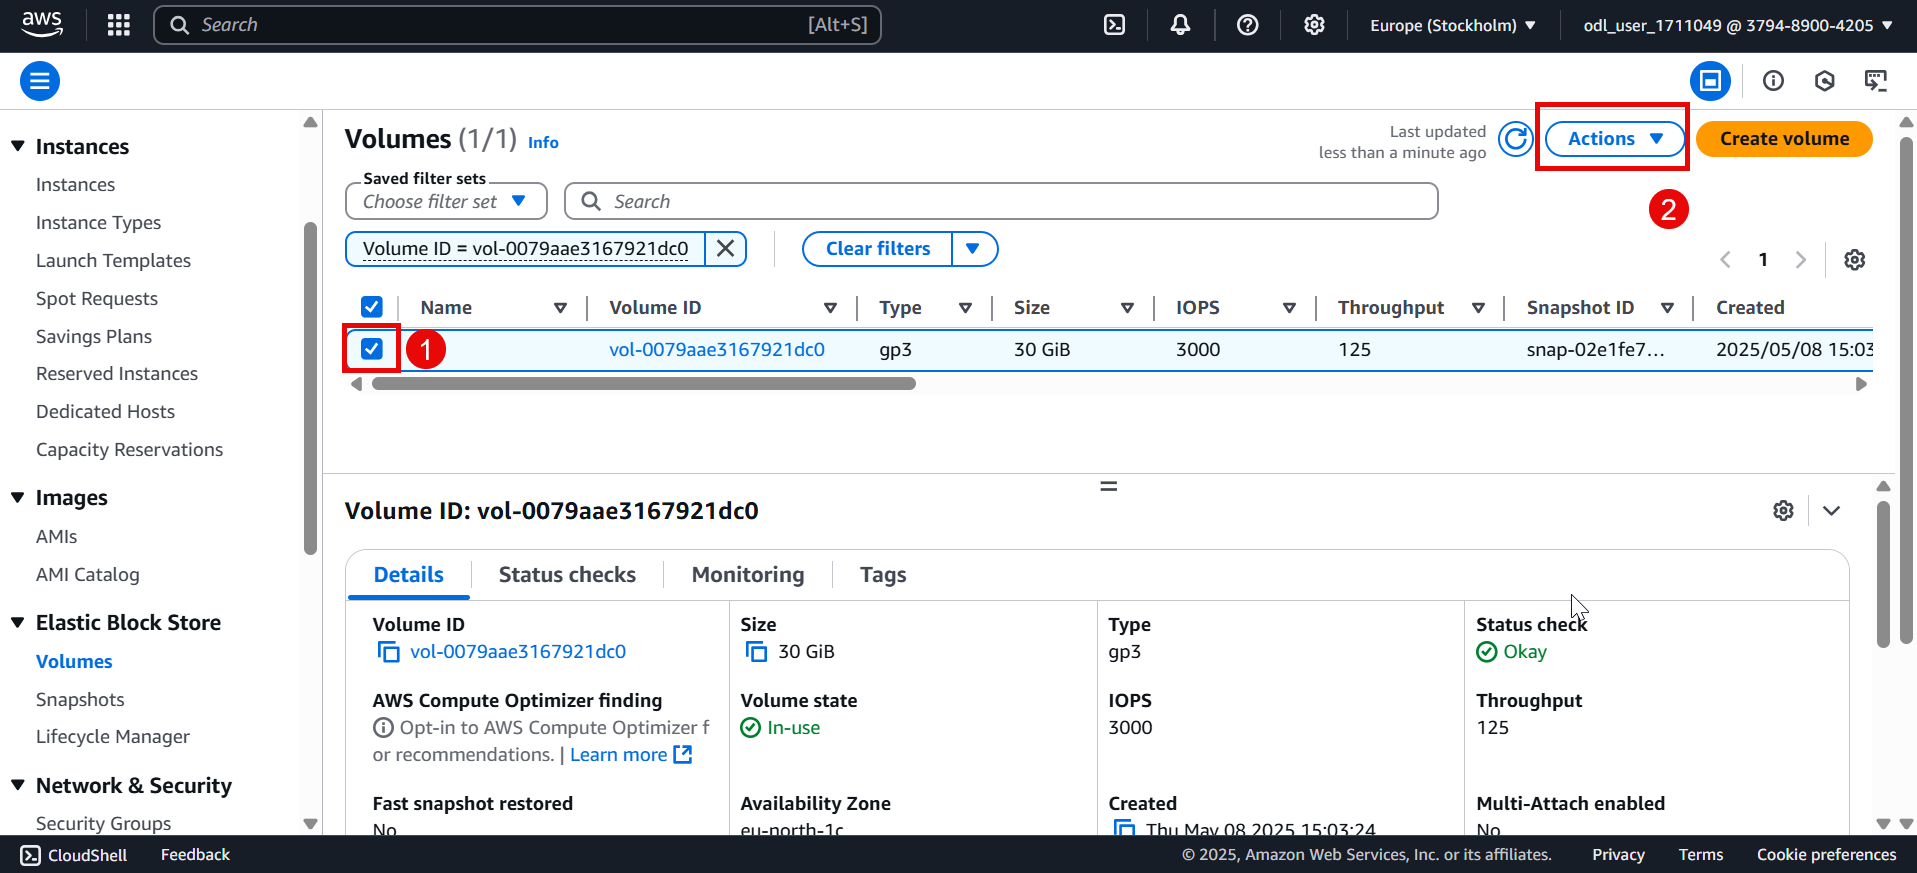 aws
Search [Alt+S]
Europe (Stockholm)
odl_user_1711049 @ 3794-8900-4205
Instances
Instances
Instance Types
Launch Templates
Spot Requests
Savings Plans
Reserved Instances
Dedicated Hosts
Capacity Reservations
Images
AMIs
AMI Catalog
Elastic Block Store
Volumes
Snapshots
Lifecycle Manager
Network & Security
Security Groups
Volumes (1/1) Info
Last updated
less than a minute ago
Actions
Create volume
2
Saved filter sets
Choose filter set
Search
Volume ID = vol-0079aae3167921dc0
Clear filters
1
Name Volume ID Type Size IOPS Throughput Snapshot ID Created
1 vol-0079aae3167921dc0 gp3 30 GiB 3000 125 snap-02e1fe7... 2025/05/08 15:03
Volume ID: vol-0079aae3167921dc0
Details Status checks Monitoring Tags
Volume ID
vol-0079aae3167921dc0
Size
30 GiB
Type
gp3
Status check
Okay
AWS Compute Optimizer finding
Opt-in to AWS Compute Optimizer f
or recommendations. | Learn more
Volume state
In-use
IOPS
3000
Throughput
125
Fast snapshot restored
No
Availability Zone
eu-north-1c
Created
Thu May 08 2025 15:03:24
Multi-Attach enabled
No
CloudShell Feedback
© 2025, Amazon Web Services, Inc. or its affiliates. Privacy Terms Cookie preferences